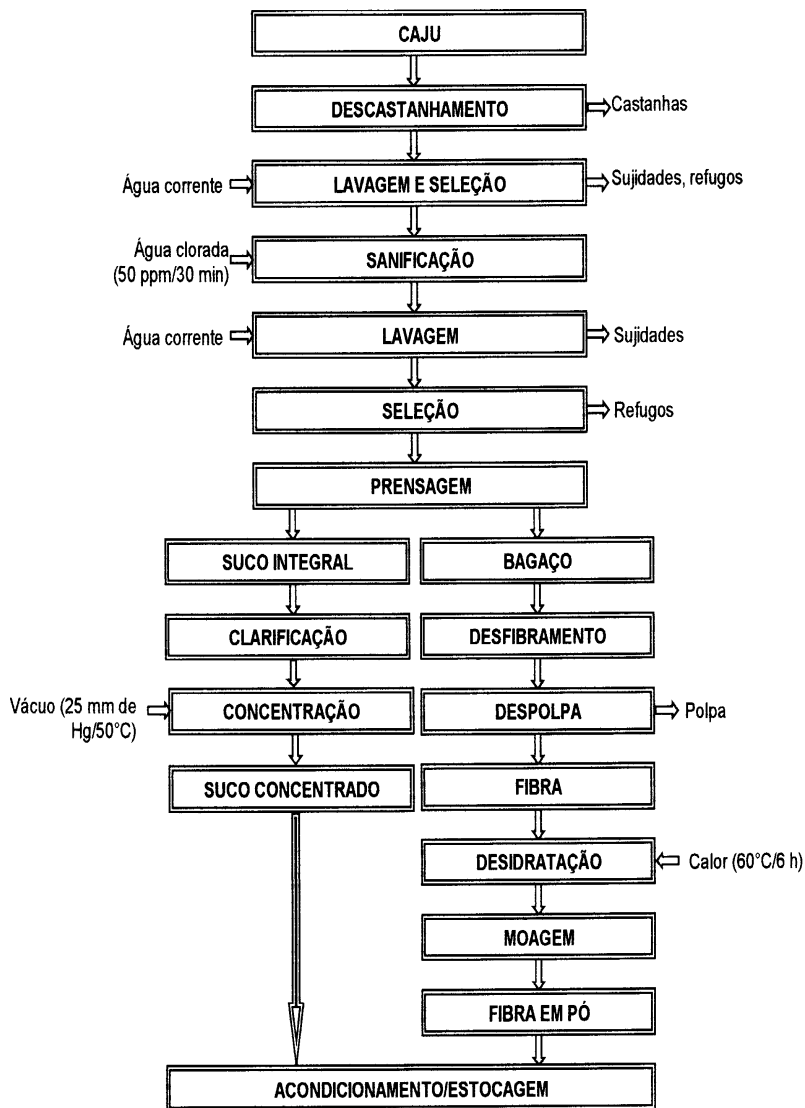 CAJU
DESCASTANHAMENTO
Castanhas
Água corrente
LAVAGEM E SELEÇÃO
Sujidades, refugos
Água clorada
(50 ppm/30 min)
SANIFICAÇÃO
Água corrente
LAVAGEM
Sujidades
SELEÇÃO
Refugos
PRENSAGEM
SUCO INTEGRAL
BAGAÇO
CLARIFICAÇÃO
DESFIBRAMENTO
Vácuo (25 mm de
Hg/50°C)
CONCENTRAÇÃO
DESPOLPA
Polpa
SUCO CONCENTRADO
FIBRA
DESIDRATAÇÃO
Calor (60°C/6 h)
MOAGEM
FIBRA EM PÓ
ACONDICIONAMENTO/ESTOCAGEM